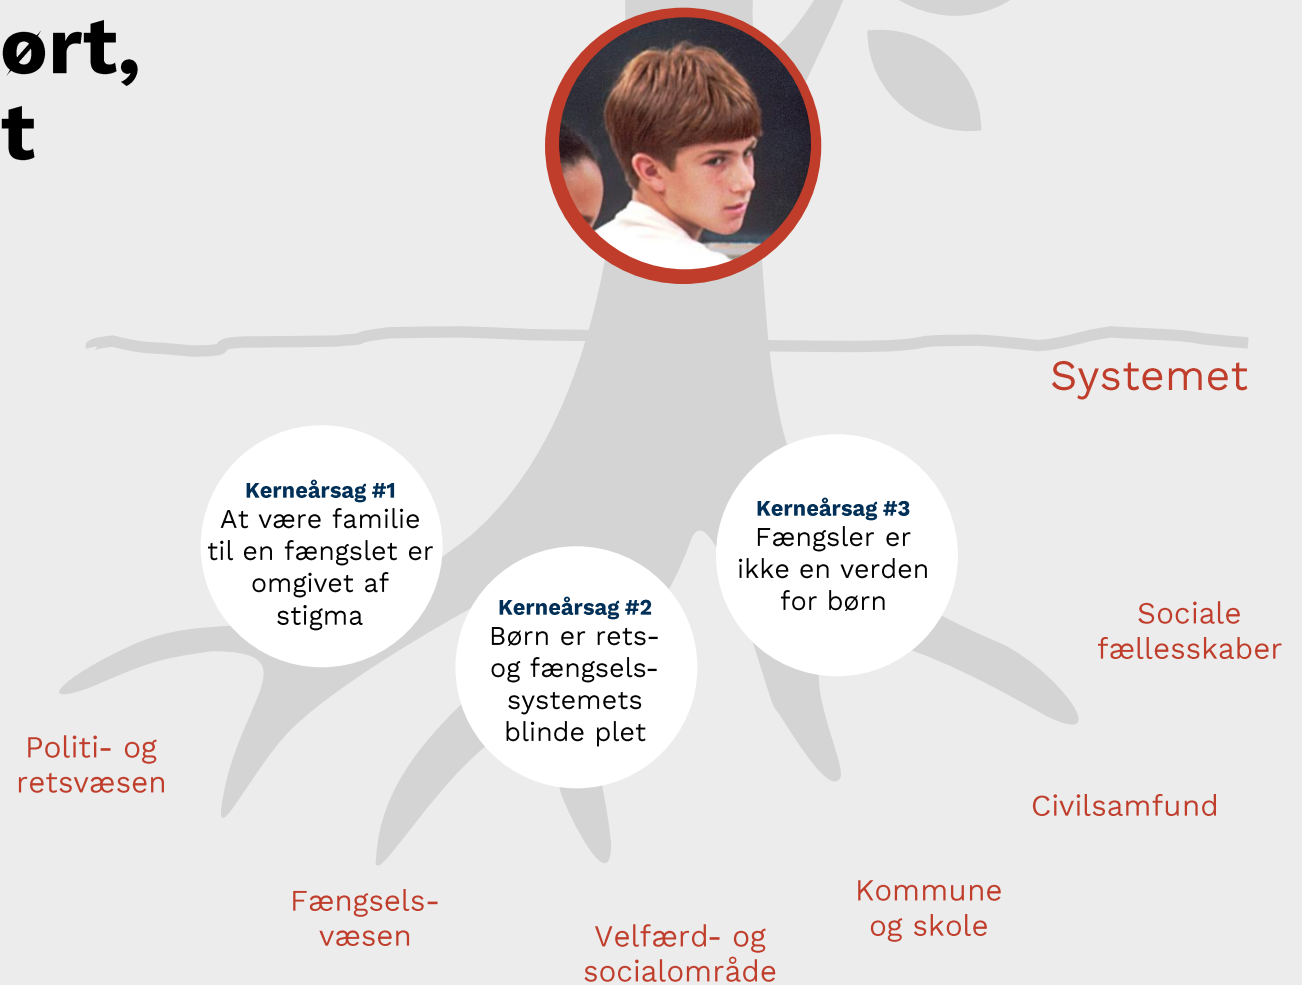 ørt,
t
Systemet
Kerneårsag #1
At være familie
til en fængslet er
omgivet af
stigma
Kerneårsag #2
Børn er rets-
og fængsels-
systemets
blinde plet
Kerneårsag #3
Fængsler er
ikke en verden
for børn
Sociale
fællesskaber
Politi- og
retsvæsen
Civilsamfund
Fængsels-
væsen
Kommune
og skole
Velfærd- og
socialområde